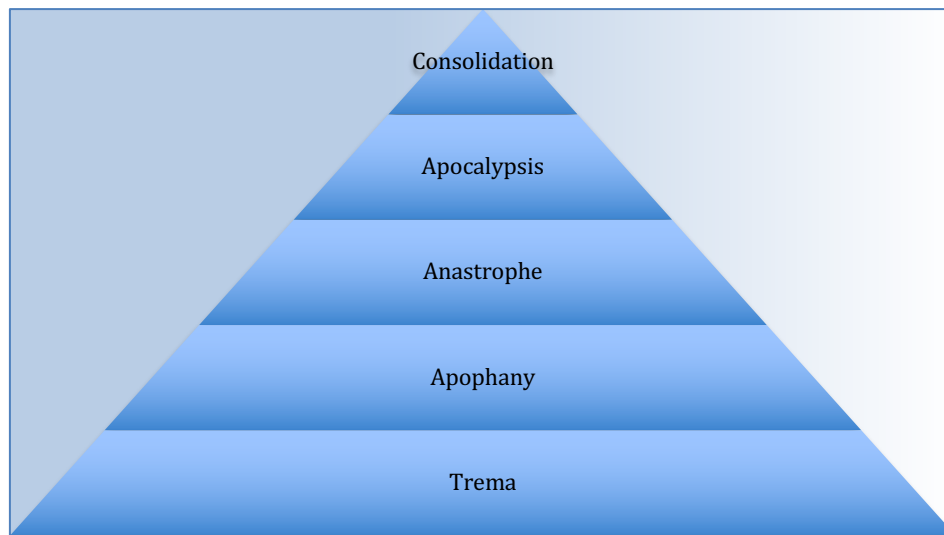 Consolidation
Apocalypsis
Anastrophe
Apophany
Trema